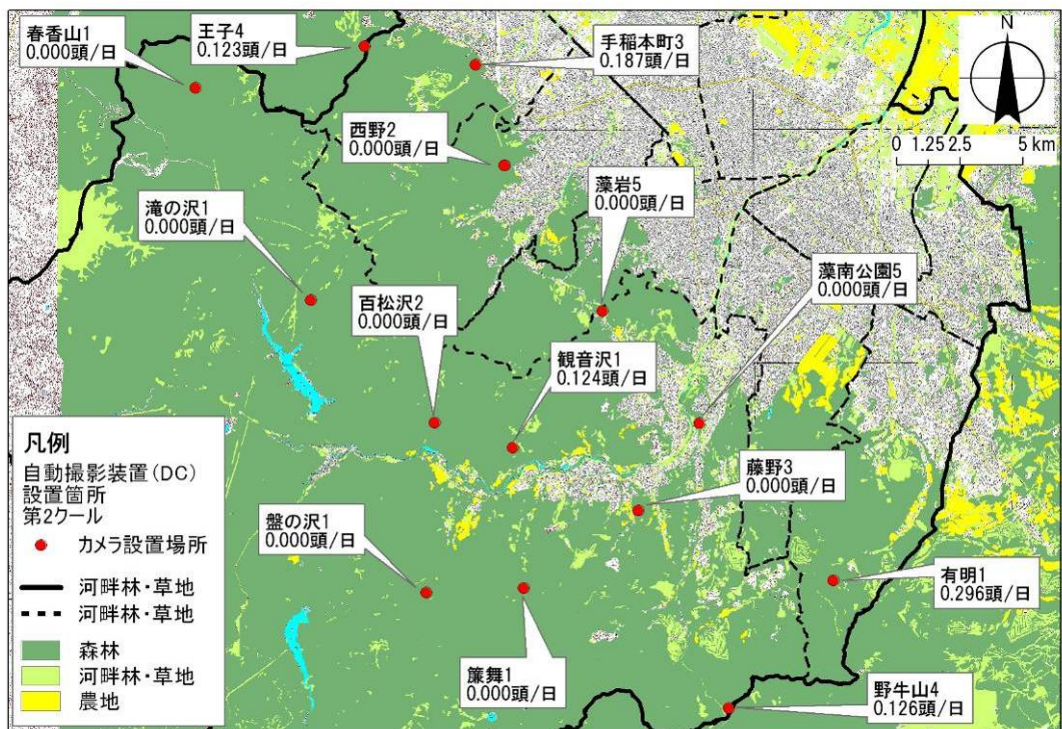 春香山1
0.000頭/日
王子4
0.123頭/日
手稲本町3
0.187頭/日
N
西野2
0.000頭/日
0 1.25 2.5 5 km
藻岩5
0.000頭/日
滝の沢1
0.000頭/日
藻南公園5
0.000頭/日
百松沢2
0.000頭/日
観音沢1
0.124頭/日
藤野3
0.000頭/日
盤の沢1
0.000頭/日
有明1
0.296頭/日
簾舞1
0.000頭/日
野牛山4
0.126頭/日
凡例
自動撮影装置(DC)
設置箇所
第2クール
カメラ設置場所
河畔林・草地
河畔林・草地
森林
河畔林・草地
農地